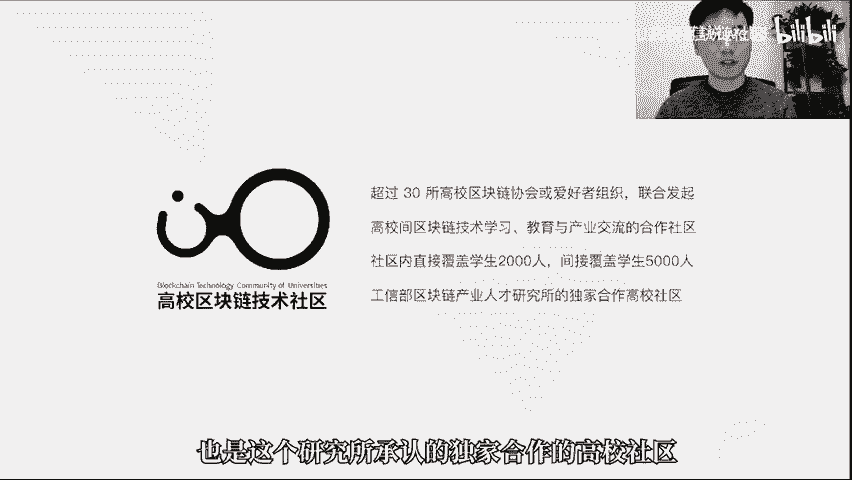 bilibili
超过 30 所高校区块链协会或爱好者组织，联合发起
高校间区块链技术学习、教育与产业交流的合作社区
社区内直接覆盖学生2000人，间接覆盖学生5000人
工信部区块链产业人才研究所的独家合作高校社区
Blockchain Technology Community of Universities
高校区块链技术社区
也是这个研究所承认的独家合作的高校社区